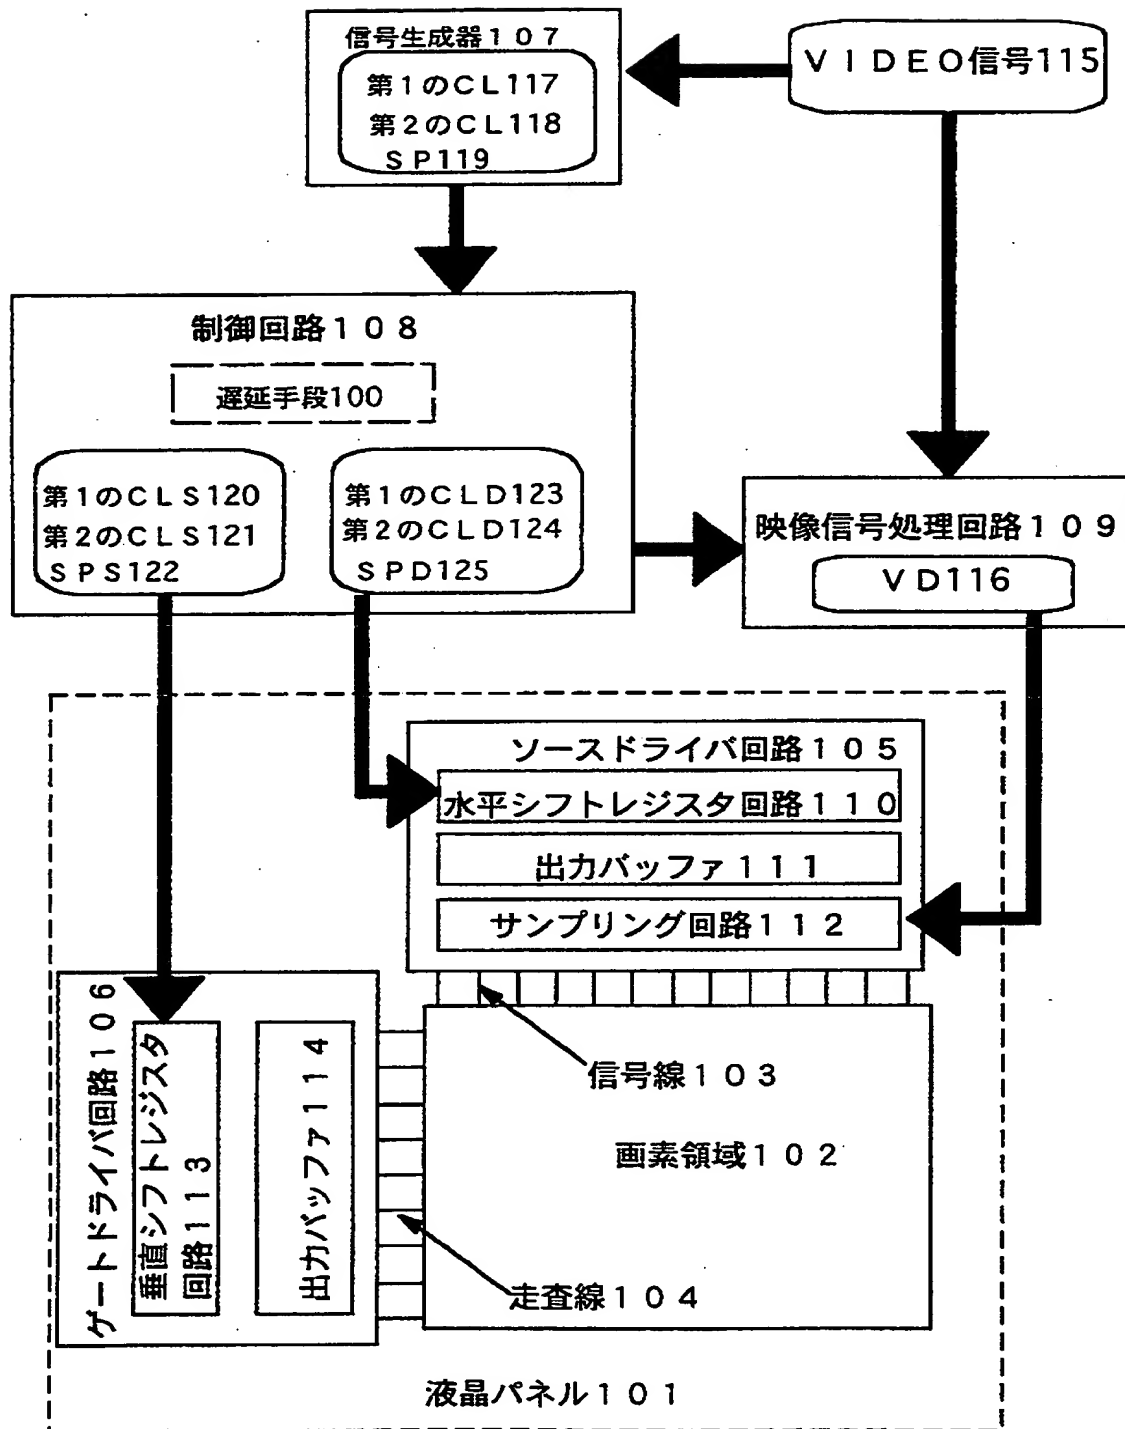 信号生成器１０７
第１のＣＬ117
第２のＣＬ118
ＳＰ119
ＶＩＤＥＯ信号115
制御回路１０８
遅延手段100
第１のＣＬＳ120
第２のＣＬＳ121
ＳＰＳ122
第１のＣＬＤ123
第２のＣＬＤ124
ＳＰＤ125
映像信号処理回路１０９
ＶＤ116
ソースドライバ回路１０５
水平シフトレジスタ回路１１０
出力バッファ１１１
サンプリング回路１１２
ゲートドライバ回路１０６
垂直シフトレジスタ
回路１１３
出力バッファ１１４
信号線１０３
画素領域１０２
走査線１０４
液晶パネル１０１